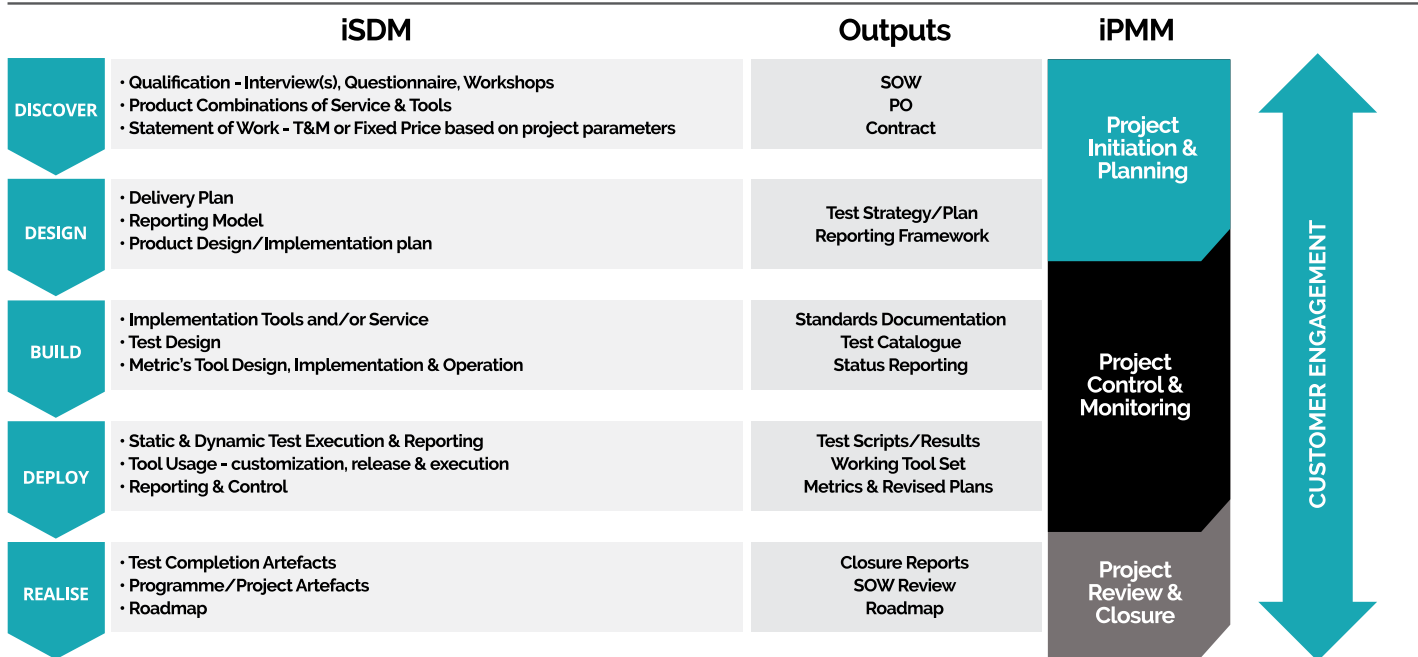 iSDM
Outputs
iPMM
DISCOVER
• Qualification - Interview(s), Questionnaire, Workshops
• Product Combinations of Service & Tools
• Statement of Work - T&M or Fixed Price based on project parameters
SOW
PO
Contract
Project
Initiation &
Planning
DESIGN
• Delivery Plan
• Reporting Model
• Product Design/Implementation plan
Test Strategy/Plan
Reporting Framework
BUILD
• Implementation Tools and/or Service
• Test Design
• Metric's Tool Design, Implementation & Operation
Standards Documentation
Test Catalogue
Status Reporting
Project
Control &
Monitoring
DEPLOY
• Static & Dynamic Test Execution & Reporting
• Tool Usage - customization, release & execution
• Reporting & Control
Test Scripts/Results
Working Tool Set
Metrics & Revised Plans
REALISE
• Test Completion Artefacts
• Programme/Project Artefacts
• Roadmap
Closure Reports
SOW Review
Roadmap
Project
Review &
Closure
CUSTOMER ENGAGEMENT